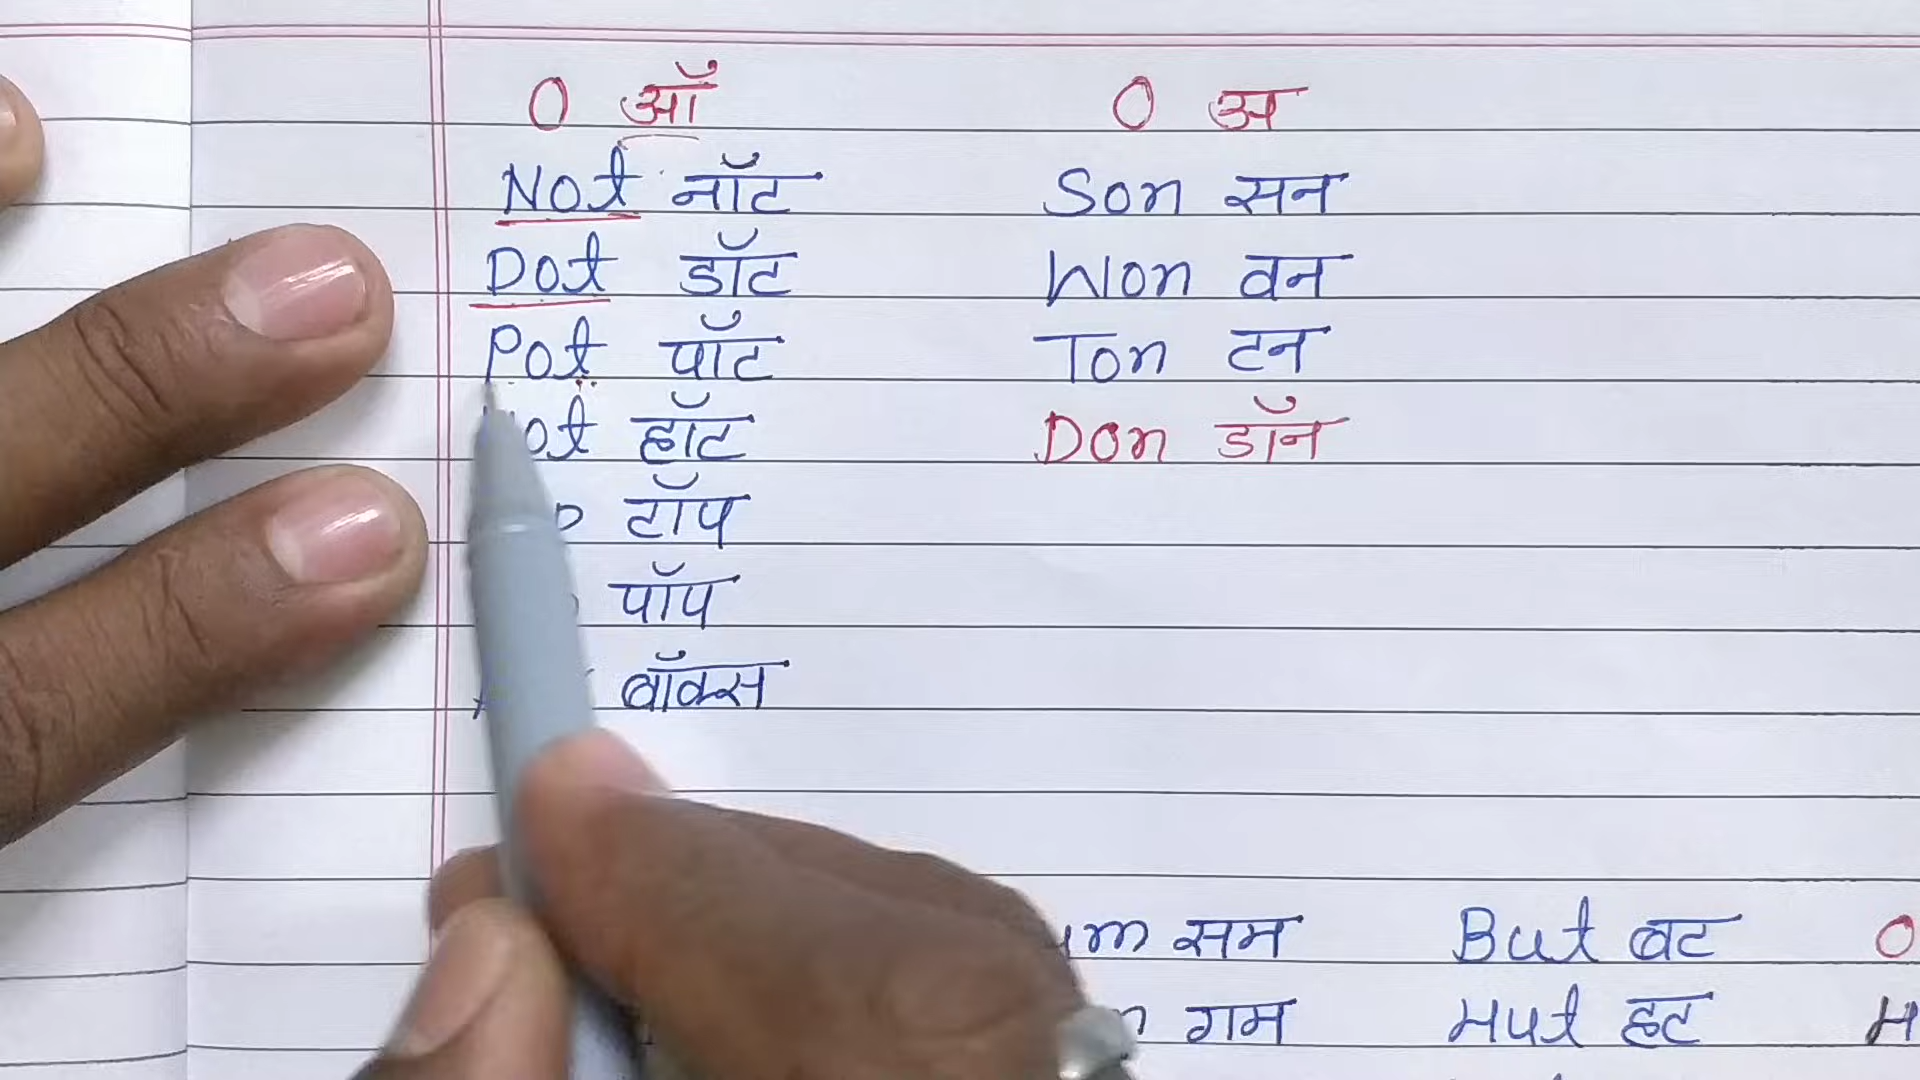 O ऑ
Not नॉट
Dot डॉट
Pot पॉट
हॉट
टॉप
पॉप
बॉक्स
O अ
Son सन
Won वन
Ton टन
Don डॉन
सम But बट
गम Hut हट